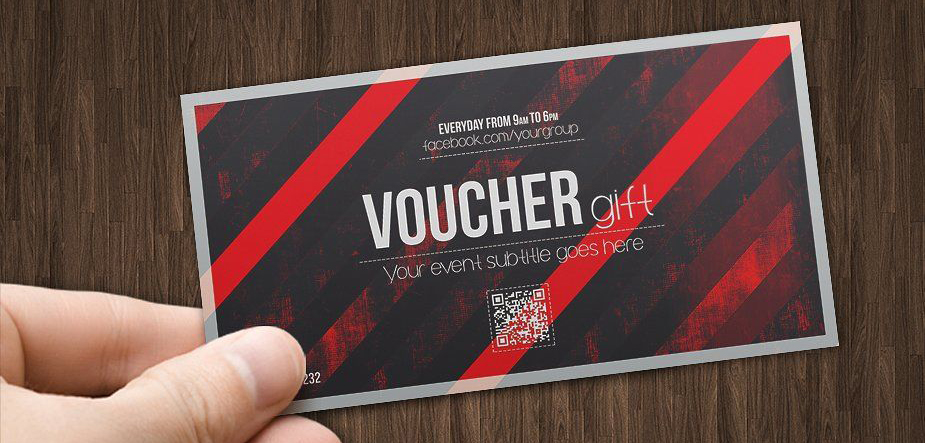 EVERYDAY FROM 9AM TO 6PM
facebook.com/yourgroup
VOUCHER gift
Your event subtitle goes here
232